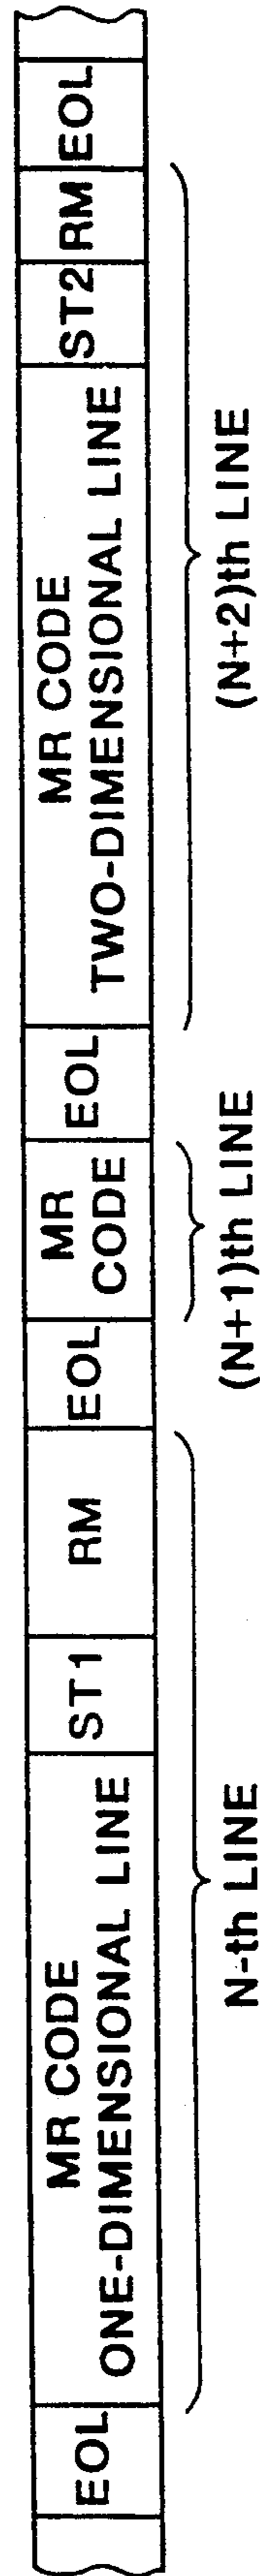 EOL
MR CODE
ONE-DIMENSIONAL LINE
ST1
RM
EOL
MR
CODE
EOL
MR CODE
TWO-DIMENSIONAL LINE
ST2
RM
EOL
N-th LINE
(N+1)th LINE
(N+2)th LINE